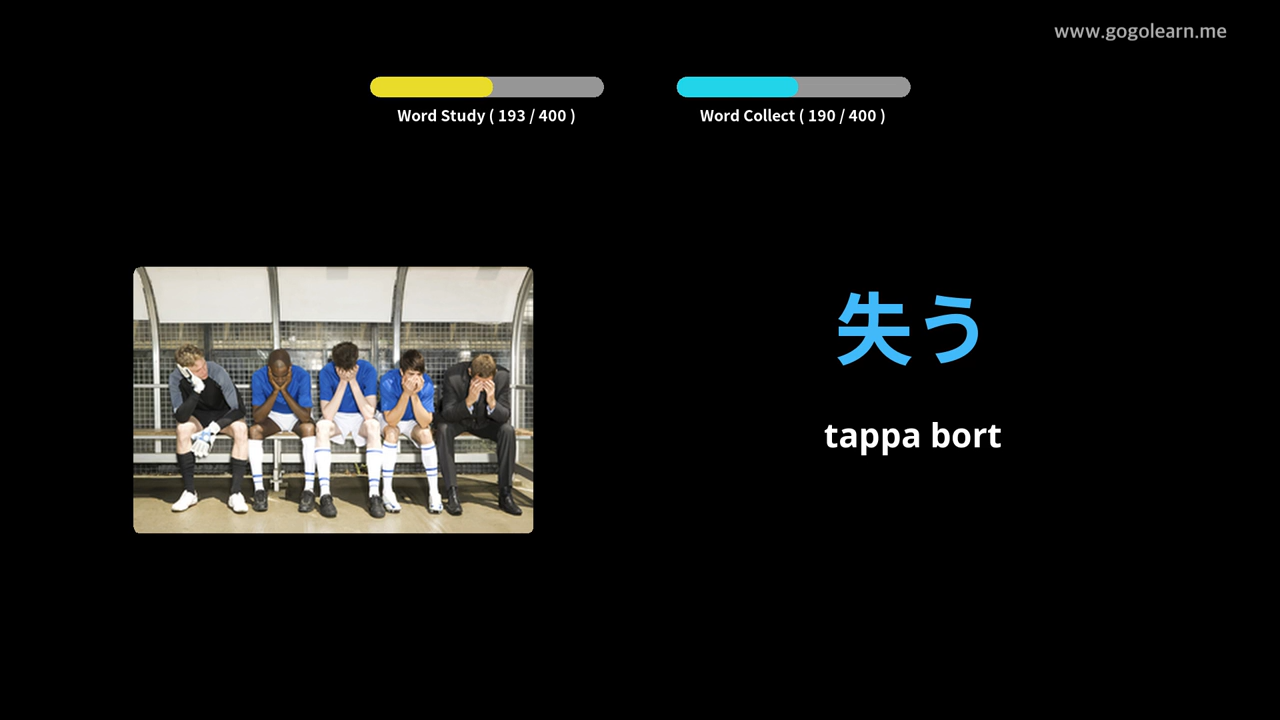 www.gogolearn.me
Word Study ( 193 / 400 )
Word Collect ( 190 / 400 )
失う
tappa bort